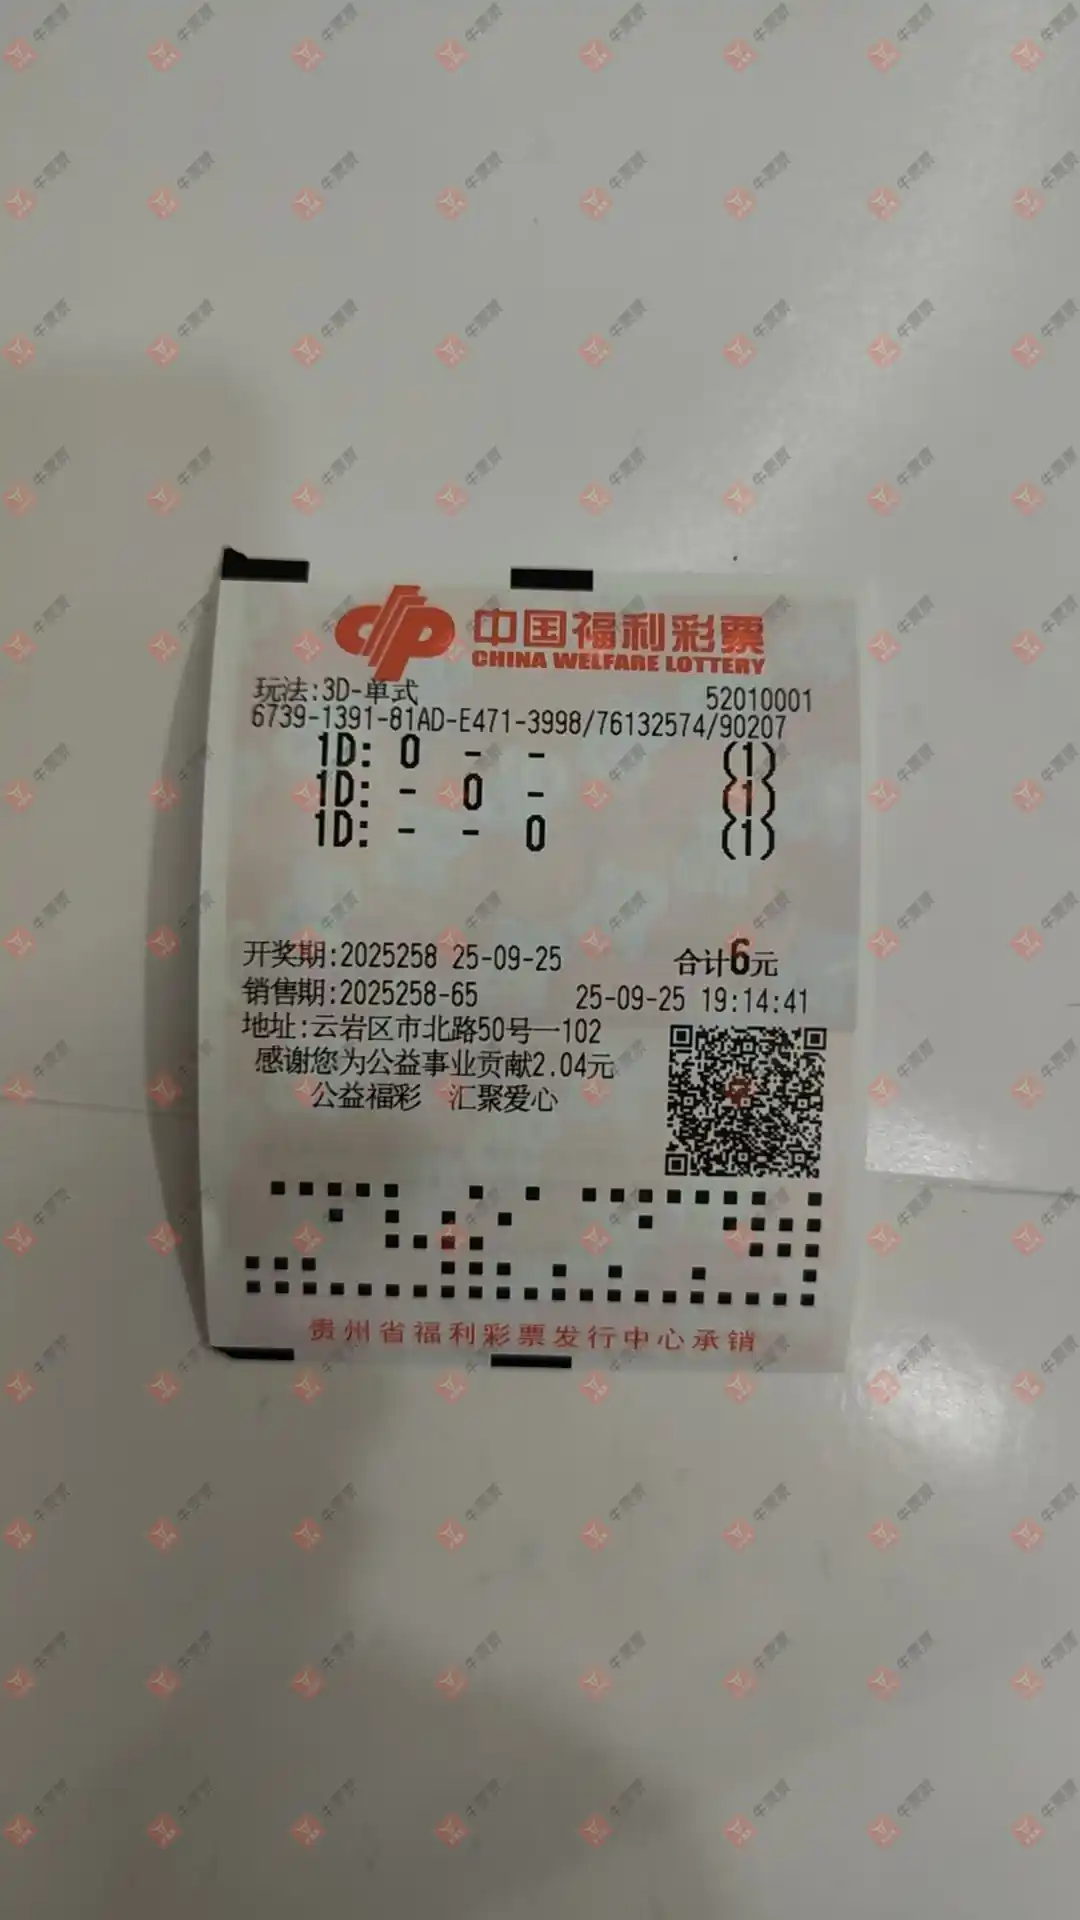 中国福利彩票
CHINA WELFARE LOTTERY
玩法:3D-单式 52010001
6739-1391-81AD-E471-3998/76132574/90207
1D: 0 - - (1)
1D: - 0 - (1)
1D: - - 0 (1)
开奖期:2025258 25-09-25 合计6元
销售期:2025258-65 25-09-25 19:14:41
地址:云岩区市北路50号一102
感谢您为公益事业贡献2.04元
公益福彩 汇聚爱心
贵州省福利彩票发行中心承销